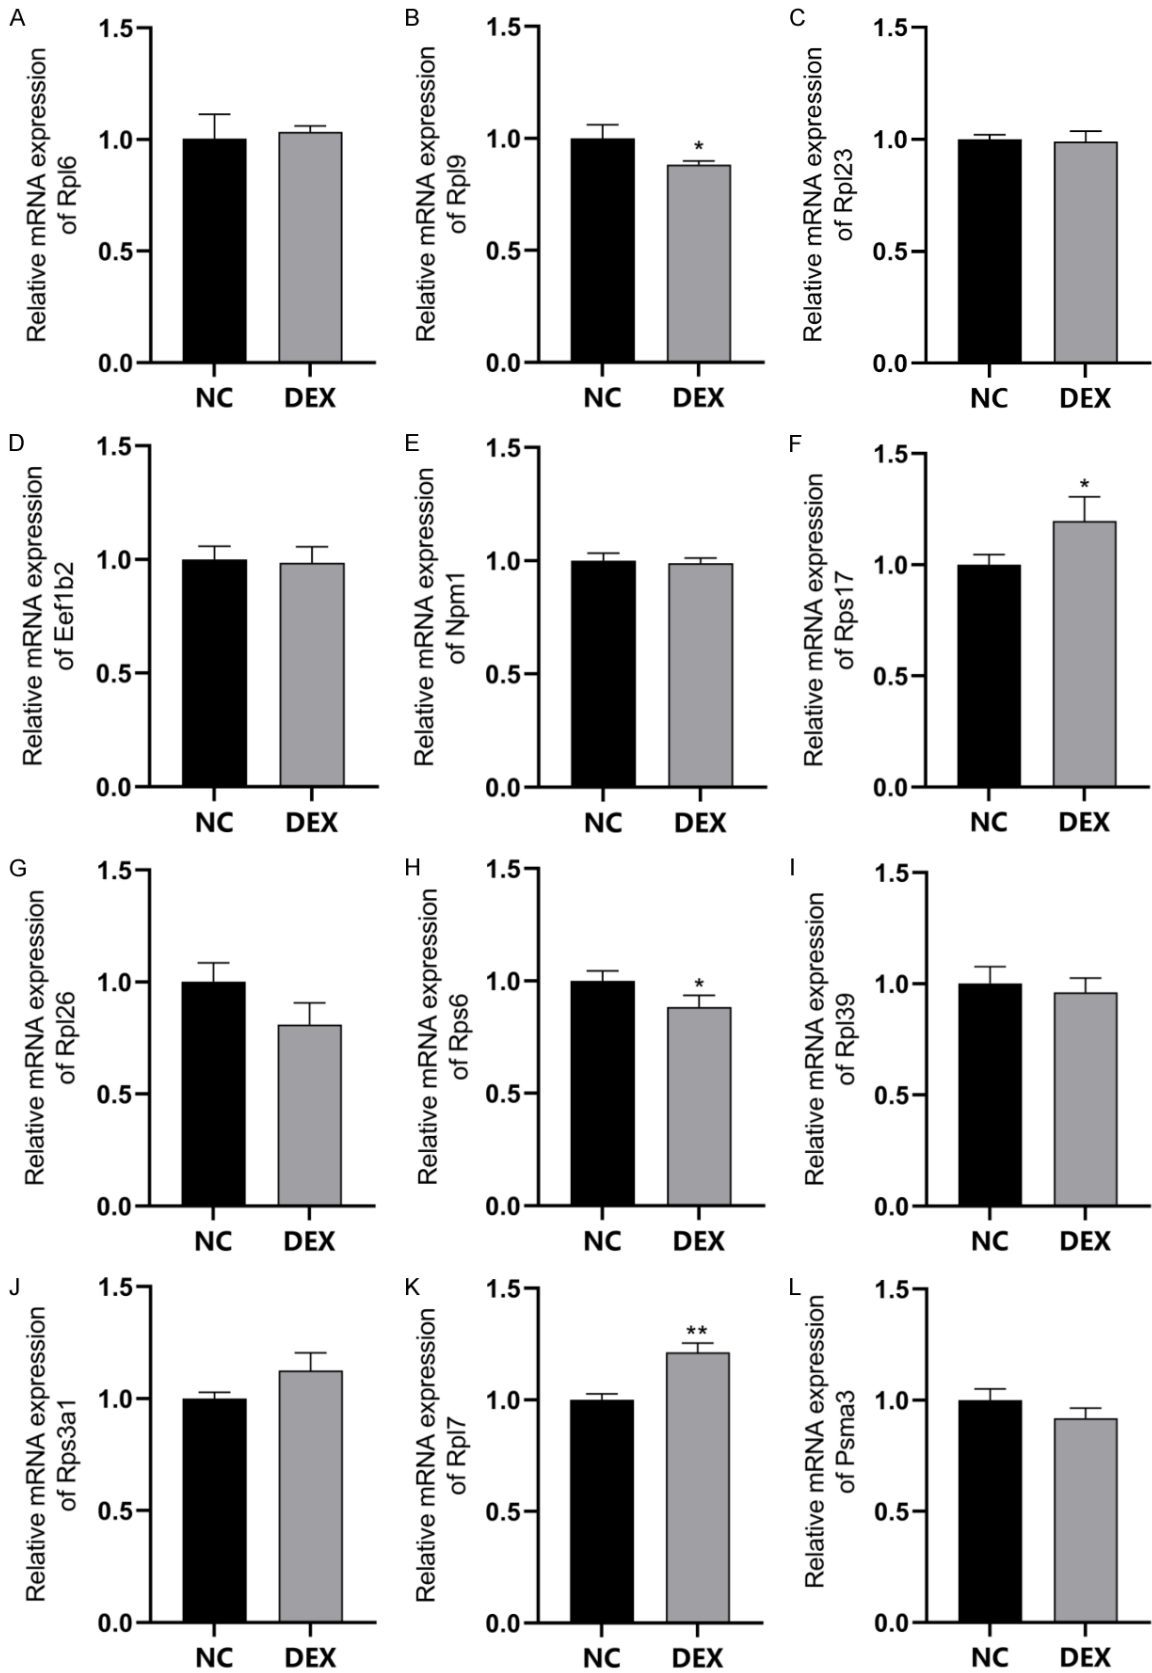 A
Relative mRNA expression
of Rpl6
1.5
1.0
0.5
0.0
NC DEX
B
Relative mRNA expression
of Rpl9
1.5
1.0
0.5
0.0
*
NC DEX
C
Relative mRNA expression
of Rpl23
1.5
1.0
0.5
0.0
NC DEX
D
Relative mRNA expression
of Eef1b2
1.5
1.0
0.5
0.0
NC DEX
E
Relative mRNA expression
of Npm1
1.5
1.0
0.5
0.0
NC DEX
F
Relative mRNA expression
of Rps17
1.5
1.0
0.5
0.0
*
NC DEX
G
Relative mRNA expression
of Rpl26
1.5
1.0
0.5
0.0
NC DEX
H
Relative mRNA expression
of Rps6
1.5
1.0
0.5
0.0
*
NC DEX
I
Relative mRNA expression
of Rpl39
1.5
1.0
0.5
0.0
NC DEX
J
Relative mRNA expression
of Rps3a1
1.5
1.0
0.5
0.0
NC DEX
K
Relative mRNA expression
of Rpl7
1.5
1.0
0.5
0.0
**
NC DEX
L
Relative mRNA expression
of Psma3
1.5
1.0
0.5
0.0
NC DEX